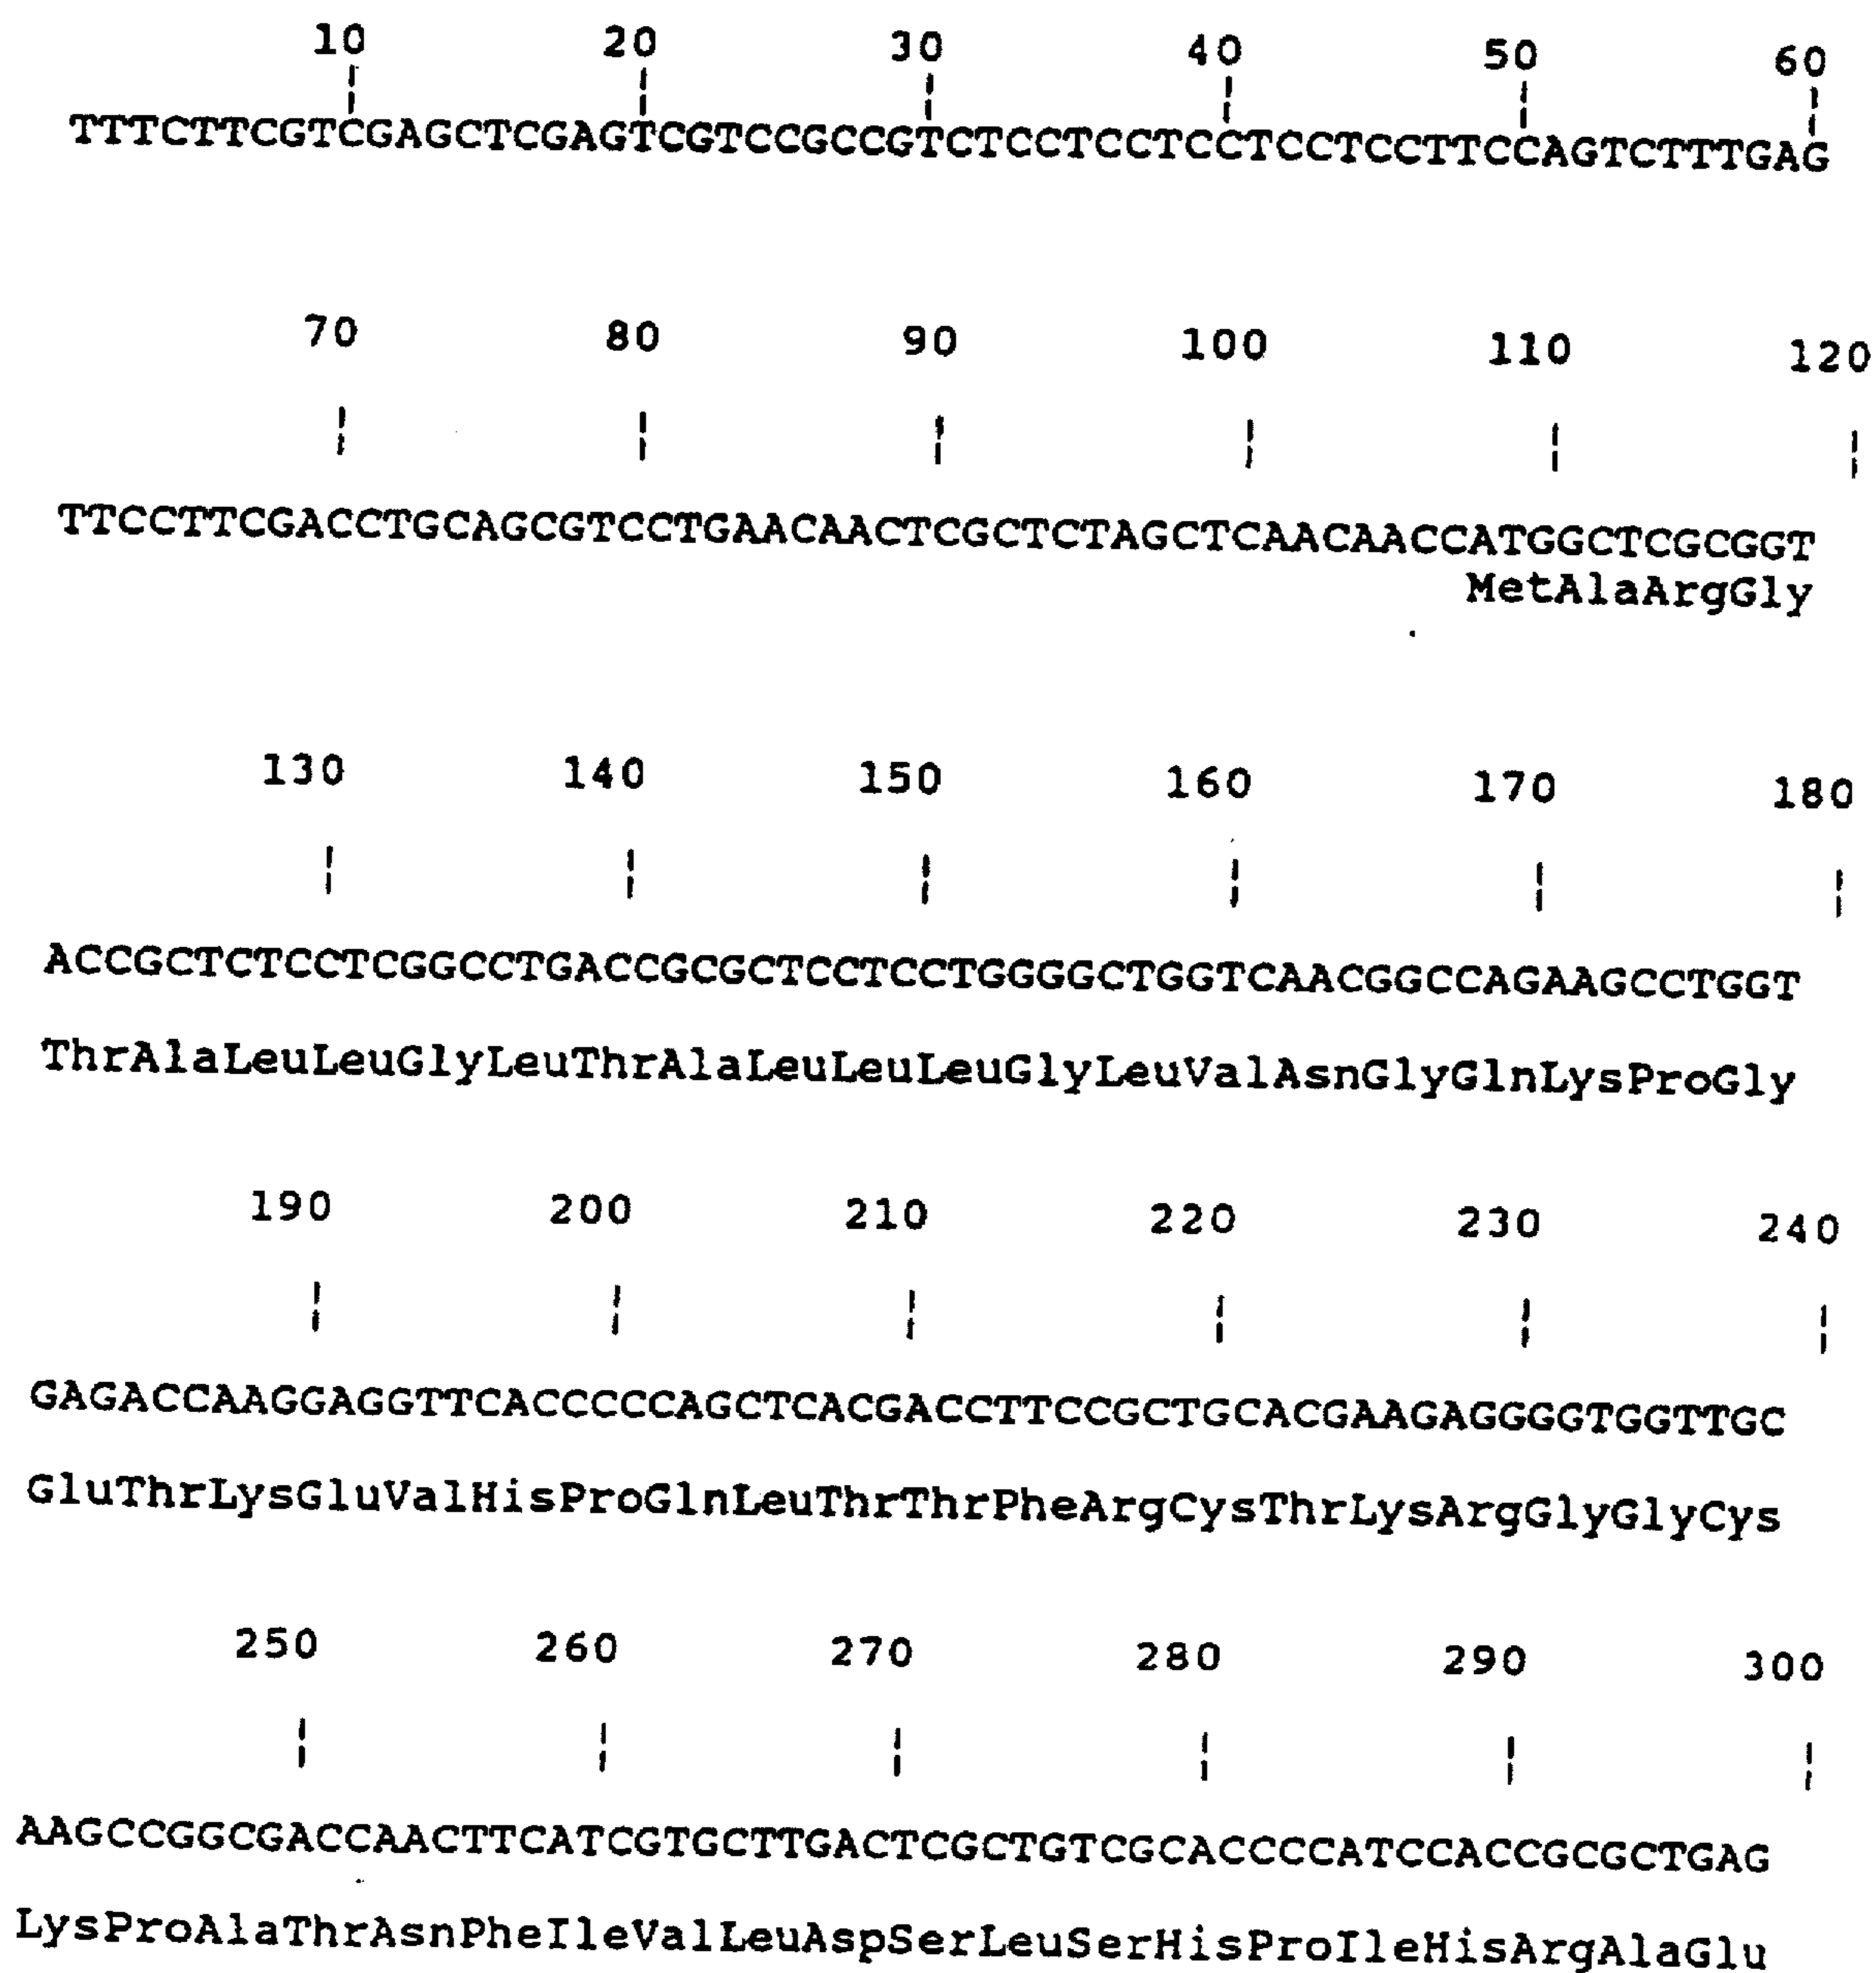 10 20 30 40 50 60
TTTCTTCGTCGAGCTCGAGTCGTCCGCCGTCTCCTCCTCCTCCTCCTTCCAGTCTTTGAG
70 80 90 100 110 120
TTCCTTCGACCTGCAGCGTCCTGAACAACTCGCTCTAGCTCAACAACCATGGCTCGCGGT
MetAlaArgGly
130 140 150 160 170 180
ACCGCTCTCCTCGGCCTGACCGCGCTCCTCCTGGGGCTGGTCAACGGCCAGAAGCCTGGT
ThrAlaLeuLeuGlyLeuThrAlaLeuLeuLeuGlyLeuValAsnGlyGlnLysProGly
190 200 210 220 230 240
GAGACCAAGGAGGTTCACCCCCAGCTCACGACCTTCCGCTGCACGAAGAGGGGTGGTTGC
GluThrLysGluValHisProGlnLeuThrThrPheArgCysThrLysArgGlyGlyCys
250 260 270 280 290 300
AAGCCGGCGACCAACTTCATCGTGCTTGACTCGCTGTCGCACCCCATCCACCGCGCTGAG
LysProAlaThrAsnPheIleValLeuAspSerLeuSerHisProIleHisArgAlaGlu